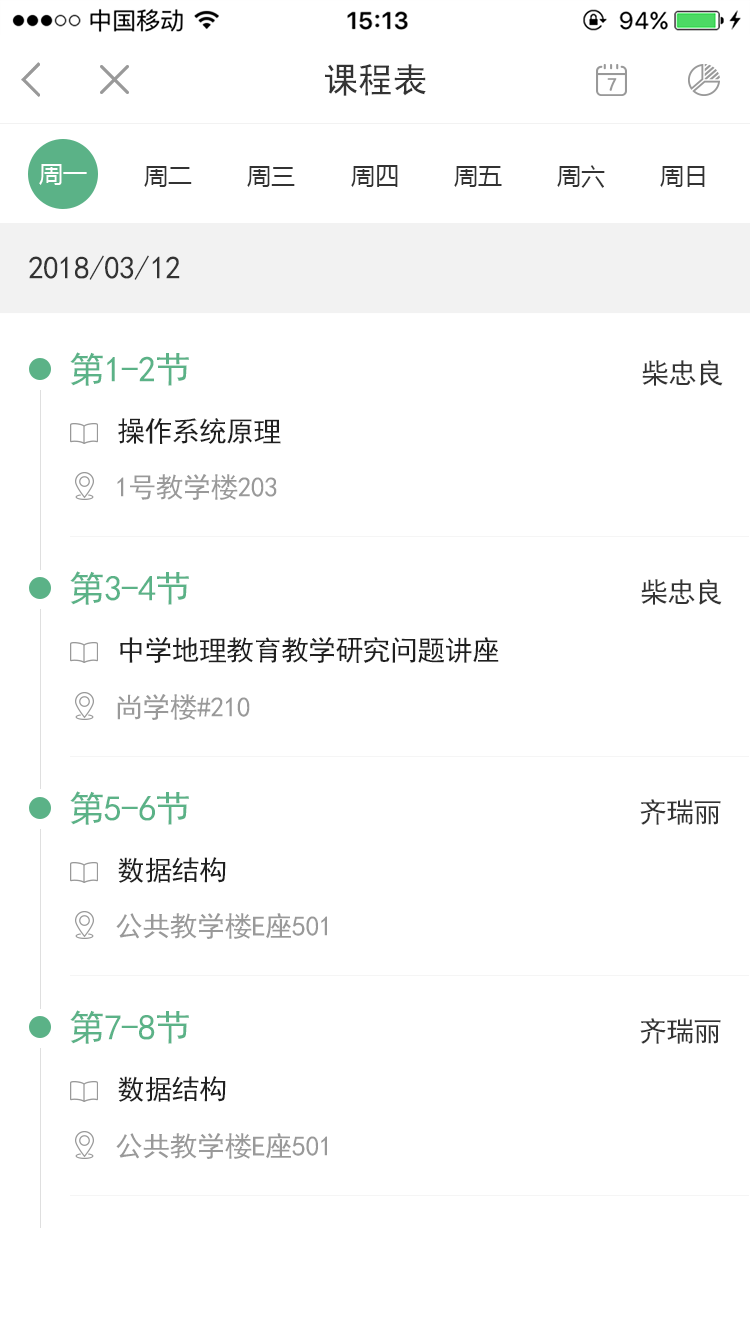 中国移动 15:13 94%
课程表 7
周一 周二 周三 周四 周五 周六 周日
2018/03/12
第1-2节 柴忠良
操作系统原理
1号教学楼203
第3-4节 柴忠良
中学地理教育教学研究问题讲座
尚学楼#210
第5-6节 齐瑞丽
数据结构
公共教学楼E座501
第7-8节 齐瑞丽
数据结构
公共教学楼E座501